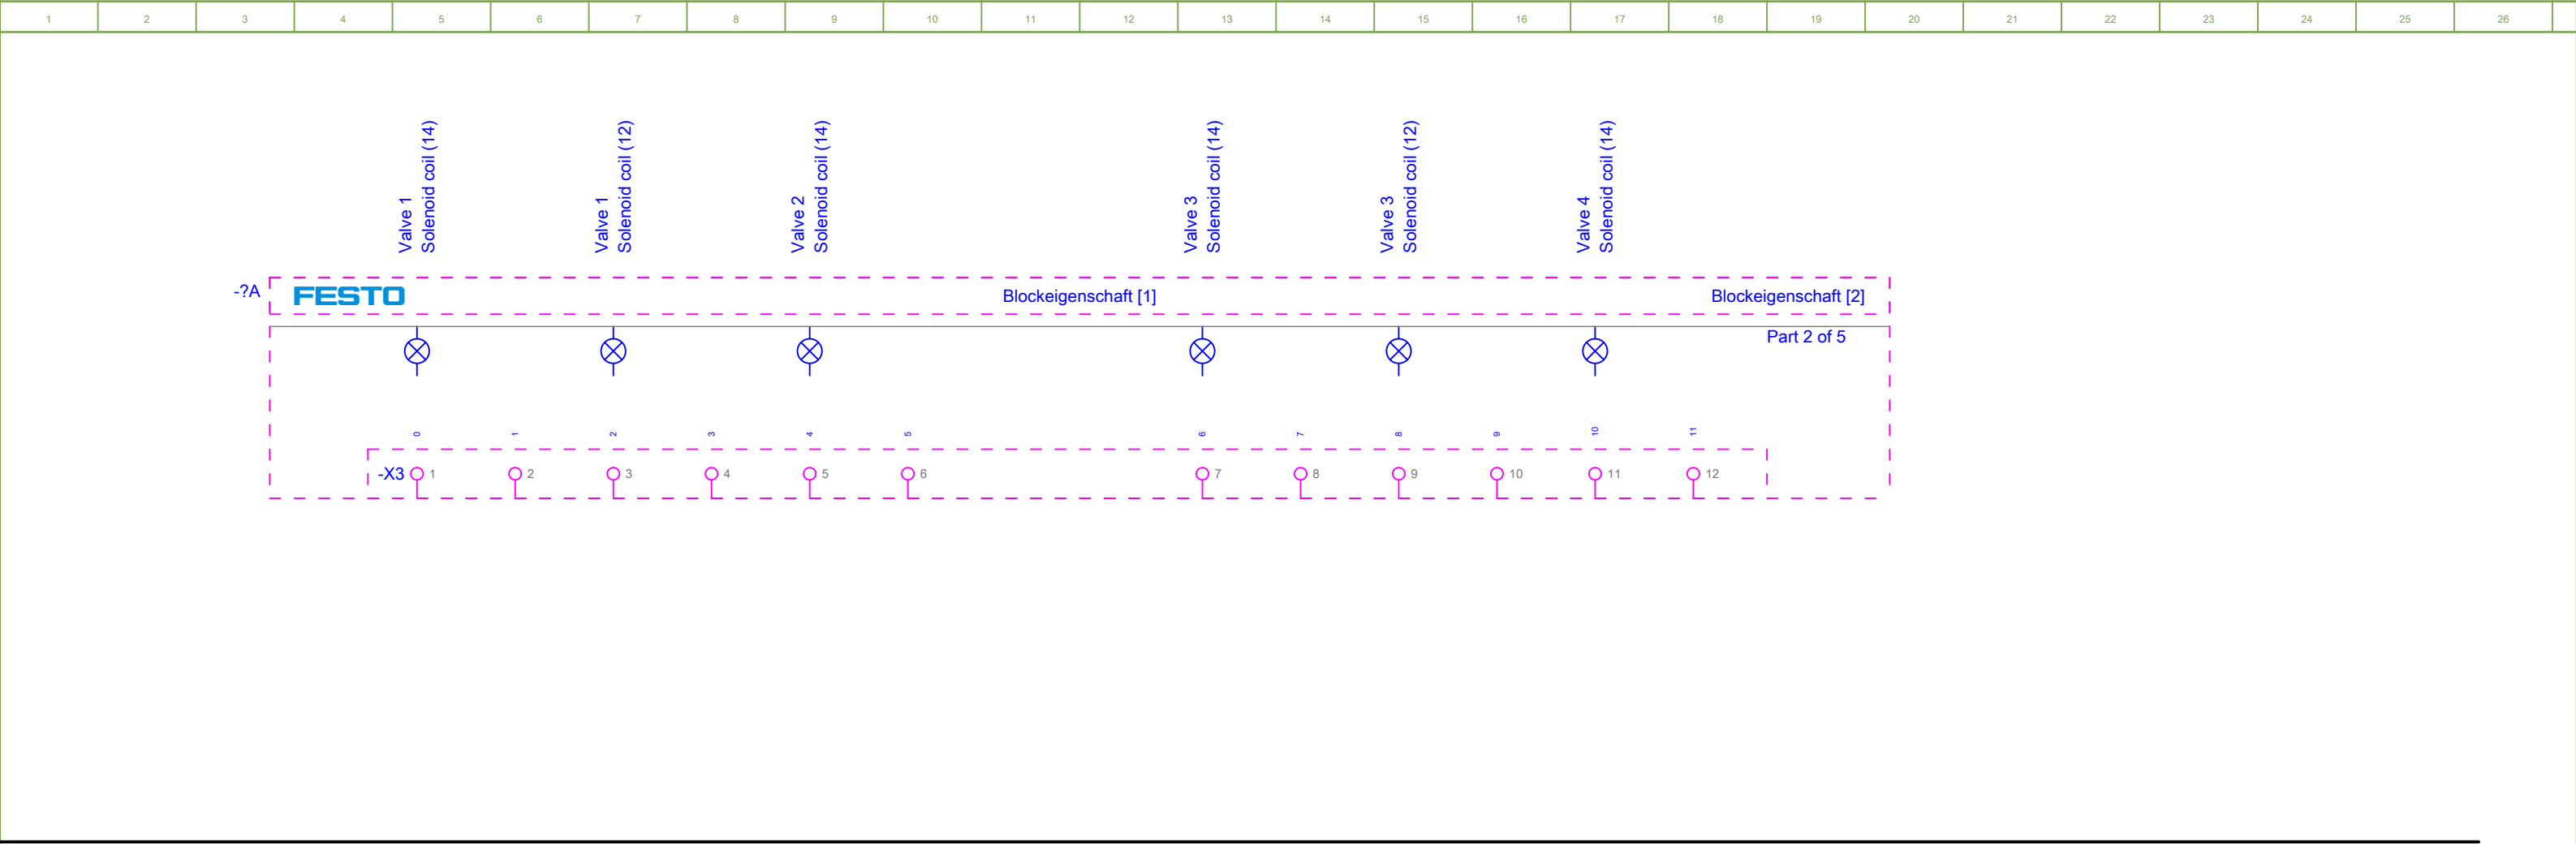 1 2 3 4 5 6 7 8 9 10 11 12 13 14 15 16 17 18 19 20 21 22 23 24 25 26
Valve 1
Solenoid coil (14)
Valve 1
Solenoid coil (12)
Valve 2
Solenoid coil (14)
Valve 3
Solenoid coil (14)
Valve 3
Solenoid coil (12)
Valve 4
Solenoid coil (14)
-?A FESTO Blockeigenschaft [1] Blockeigenschaft [2]
Part 2 of 5
0 1 2 3 4 5 6 7 8 9 10 11
-X3 1 2 3 4 5 6 7 8 9 10 11 12